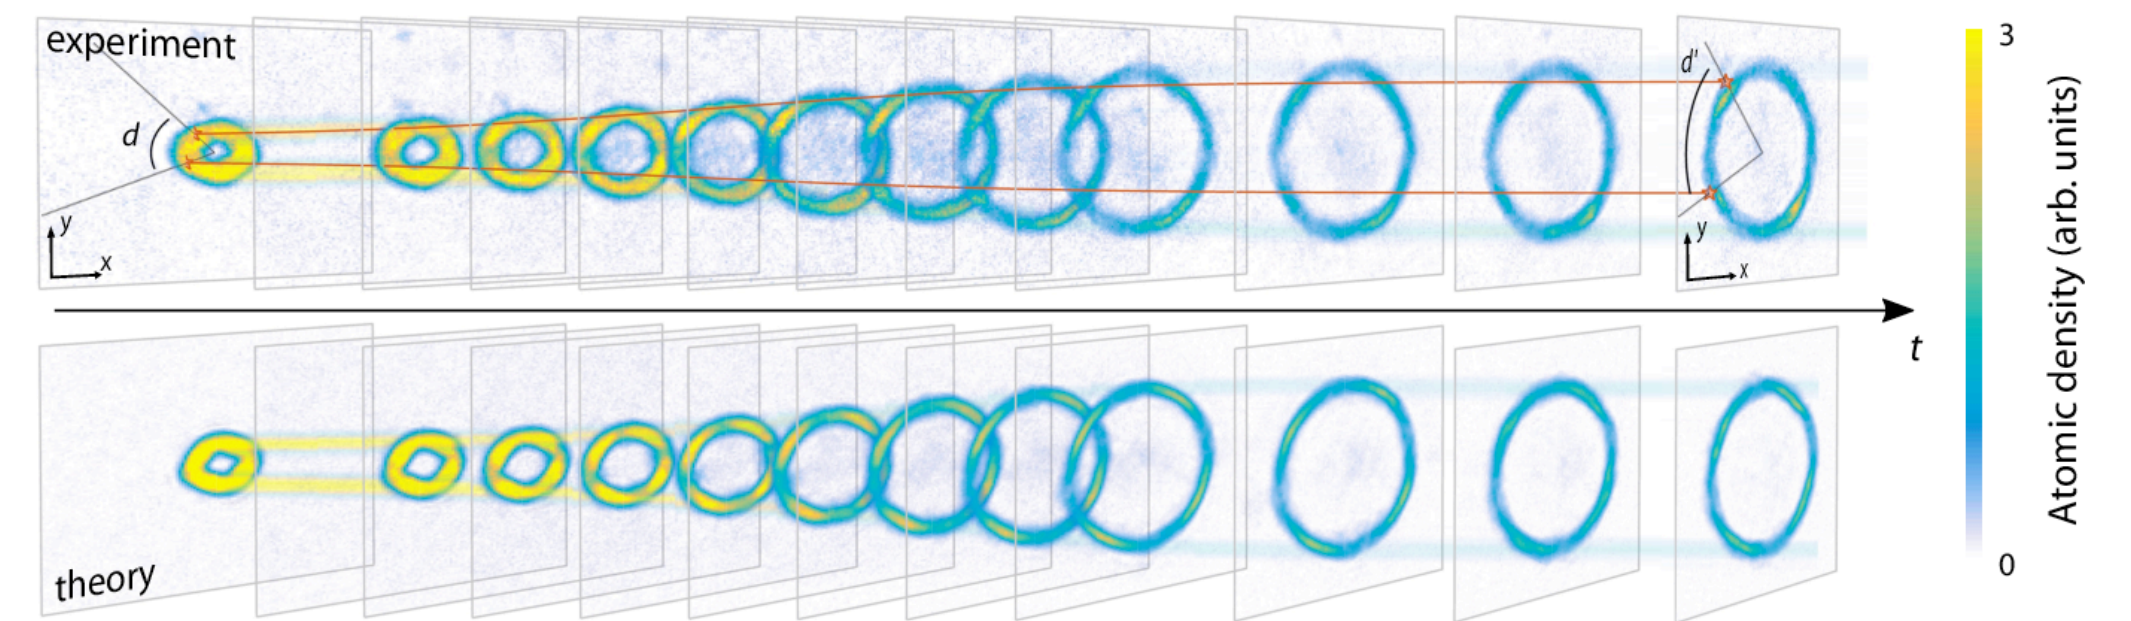 experiment
d
y
x
d'
y
x
t
theory
3
Atomic density (arb. units)
0